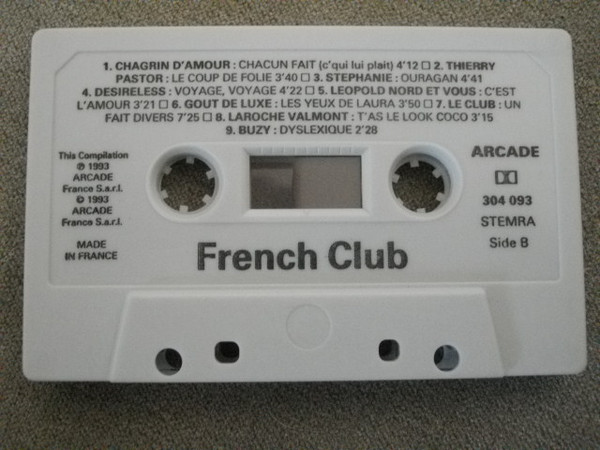 1. CHAGRIN D'AMOUR : CHACUN FAIT (c'qui lui plait) 4'12 □ 2. THIERRY
PASTOR : LE COUP DE FOLIE 3'40 □ 3. STEPHANIE : OURAGAN 4'41
4. DESIRELESS : VOYAGE, VOYAGE 4'22 □ 5. LEOPOLD NORD ET VOUS : C'EST
L'AMOUR 3'21 □ 6. GOUT DE LUXE : LES YEUX DE LAURA 3'50 □ 7. LE CLUB : UN
FAIT DIVERS 7'25 □ 8. LAROCHE VALMONT : T'AS LE LOOK COCO 3'15
9. BUZY : DYSLEXIQUE 2'28
This Compilation
℗ 1993
ARCADE
France S.a.r.l.
© 1993
ARCADE
France S.a.r.l.
MADE
IN FRANCE
ARCADE
304 093
STEMRA
Side B
French Club